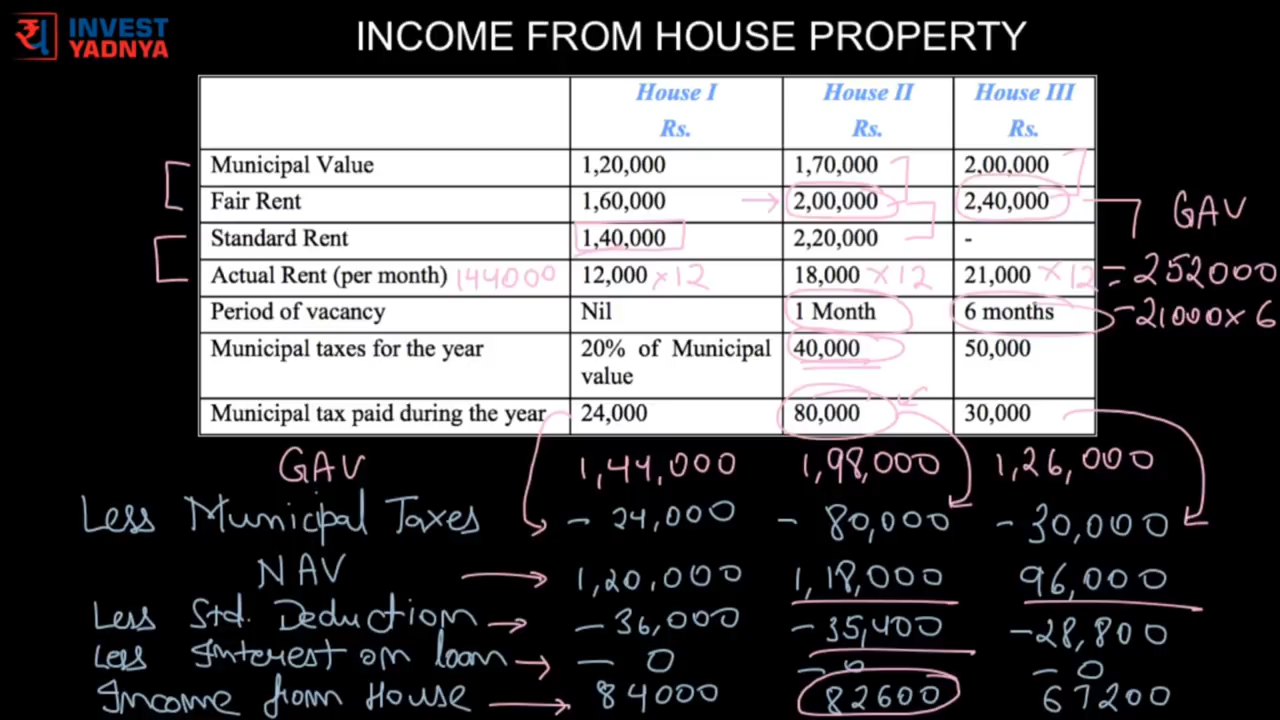 INVEST
YADNYA
INCOME FROM HOUSE PROPERTY
House I Rs. House II Rs. House III Rs.
Municipal Value 1,20,000 1,70,000 2,00,000
Fair Rent 1,60,000 → 2,00,000 2,40,000 GAV
Standard Rent 1,40,000 2,20,000 -
Actual Rent (per month) 144000 12,000 ×12 18,000 ×12 21,000 ×12 = 252000
Period of vacancy Nil 1 Month 6 months - 21000 × 6
Municipal taxes for the year 20% of Municipal value 40,000 50,000
Municipal tax paid during the year 24,000 80,000 30,000
GAV 1,44,000 1,98,000 1,26,000
Less Municipal Taxes - 24,000 - 80,000 - 30,000
NAV → 1,20,000 1,18,000 96,000
Less Std. Deduction → - 36,000 - 35,400 - 28,800
Less Interest on loan → - 0 - 0 - 0
Income from House → 84000 82600 67200